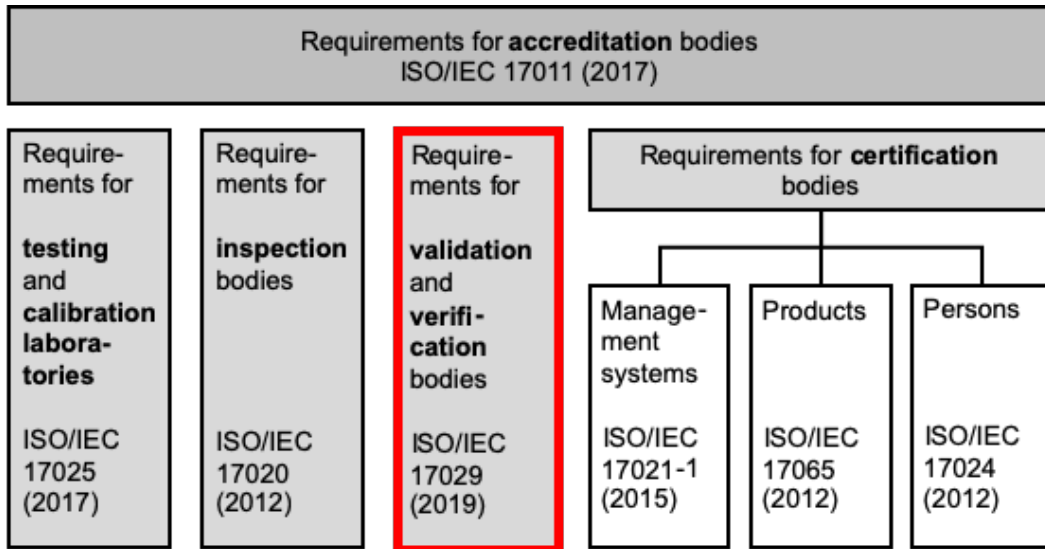 Requirements for accreditation bodies
ISO/IEC 17011 (2017)
Require-
ments for
testing
and
calibration
labora-
tories
ISO/IEC
17025
(2017)
Require-
ments for
inspection
bodies
ISO/IEC
17020
(2012)
Require-
ments for
validation
and
verifi-
cation
bodies
ISO/IEC
17029
(2019)
Requirements for certification
bodies
Manage-
ment
systems
ISO/IEC
17021-1
(2015)
Products
ISO/IEC
17065
(2012)
Persons
ISO/IEC
17024
(2012)